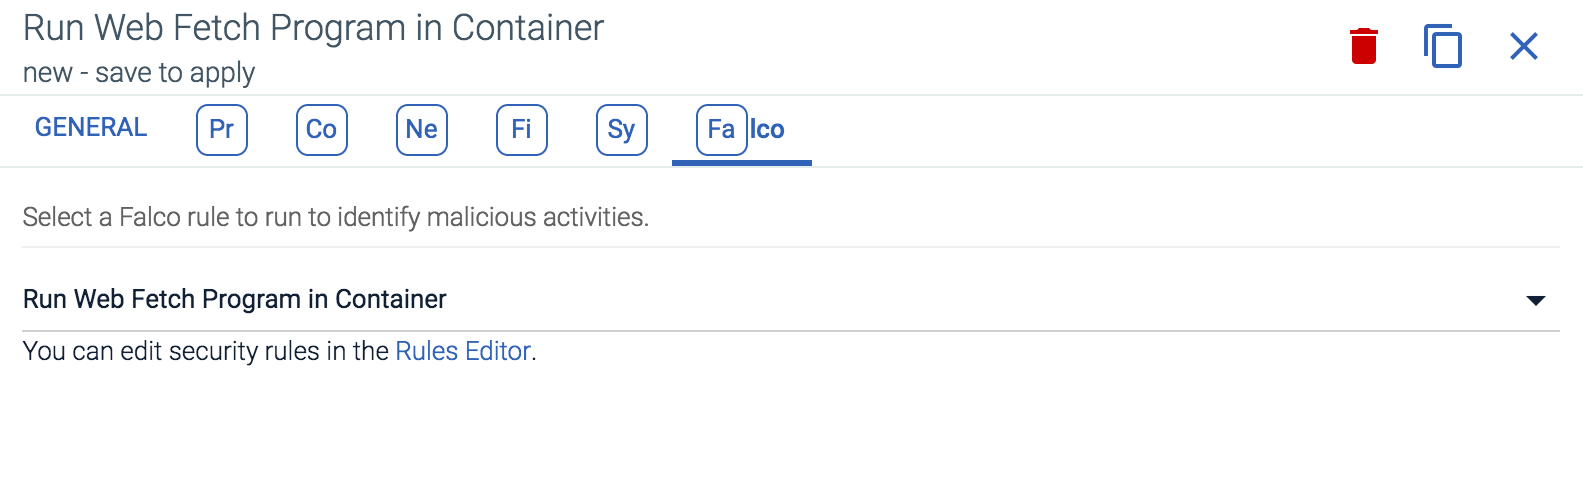 Run Web Fetch Program in Container
new - save to apply
GENERAL Pr Co Ne Fi Sy Falco
Select a Falco rule to run to identify malicious activities.
Run Web Fetch Program in Container
You can edit security rules in the Rules Editor.